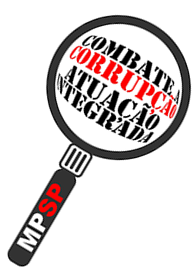 COMBATE À
CORRUPÇÃO
ATUAÇÃO
INTEGRADA
MPSP